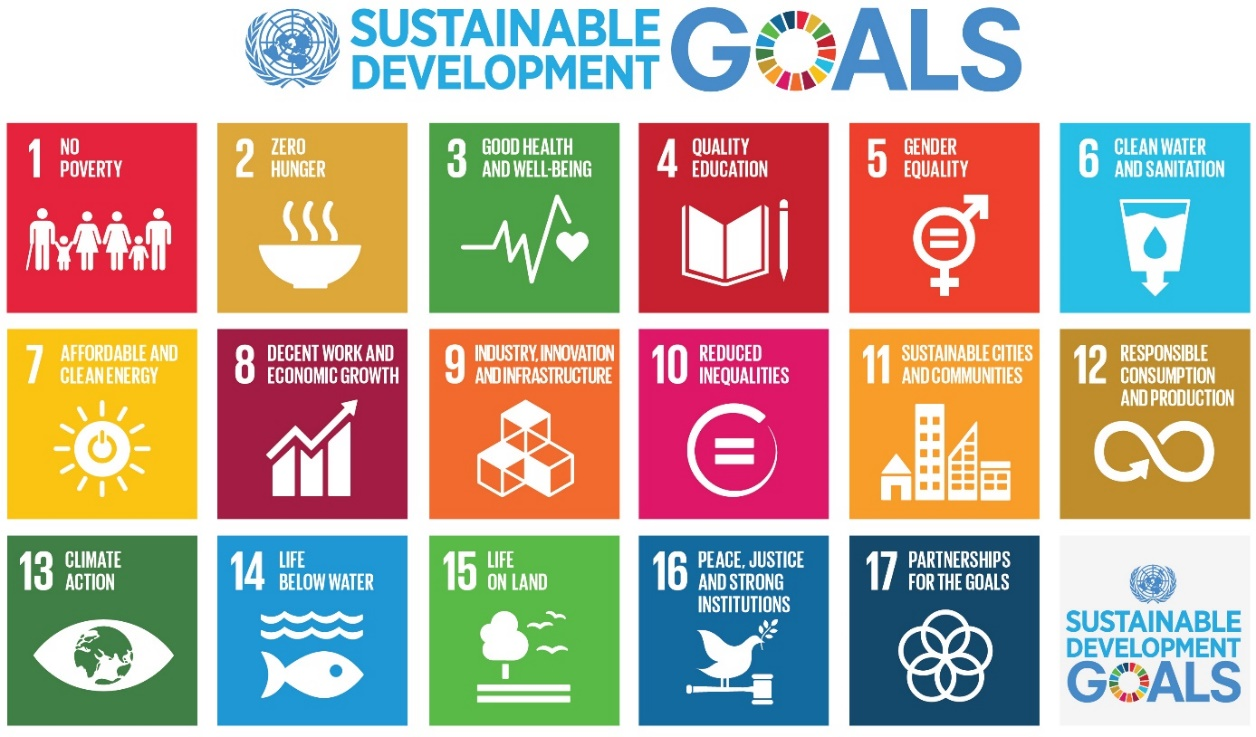 SUSTAINABLE
DEVELOPMENT
GOALS
1 NO
POVERTY
2 ZERO
HUNGER
3 GOOD HEALTH
AND WELL-BEING
4 QUALITY
EDUCATION
5 GENDER
EQUALITY
6 CLEAN WATER
AND SANITATION
7 AFFORDABLE AND
CLEAN ENERGY
8 DECENT WORK AND
ECONOMIC GROWTH
9 INDUSTRY, INNOVATION
AND INFRASTRUCTURE
10 REDUCED
INEQUALITIES
11 SUSTAINABLE CITIES
AND COMMUNITIES
12 RESPONSIBLE
CONSUMPTION
AND PRODUCTION
13 CLIMATE
ACTION
14 LIFE
BELOW WATER
15 LIFE
ON LAND
16 PEACE, JUSTICE
AND STRONG
INSTITUTIONS
17 PARTNERSHIPS
FOR THE GOALS
SUSTAINABLE
DEVELOPMENT
GOALS